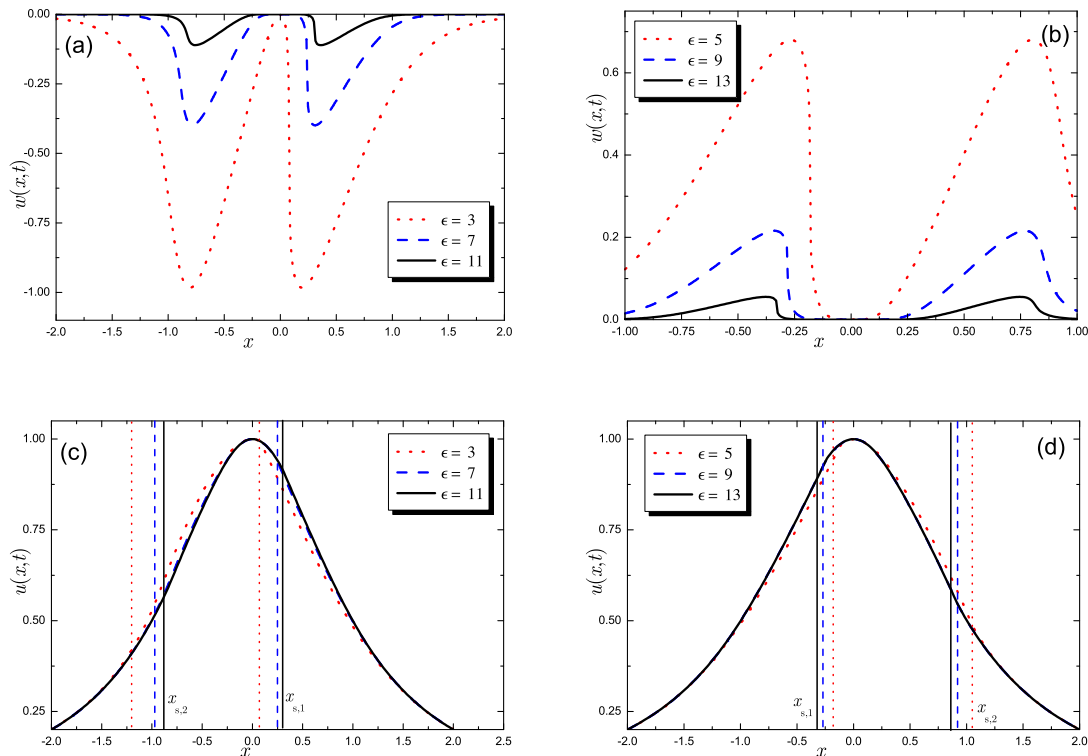 (a)
0.00
-0.25
-0.50
-0.75
-1.00
w(x,t)
ϵ = 3
ϵ = 7
ϵ = 11
-2.0 -1.5 -1.0 -0.5 0.0 0.5 1.0 1.5 2.0
x
(b)
0.6
0.4
0.2
0.0
w(x,t)
ϵ = 5
ϵ = 9
ϵ = 13
-1.00 -0.75 -0.50 -0.25 0.00 0.25 0.50 0.75 1.00
x
(c)
1.00
0.75
0.50
0.25
u(x,t)
ϵ = 3
ϵ = 7
ϵ = 11
x s,2
x s,1
-2.0 -1.5 -1.0 -0.5 0.0 0.5 1.0 1.5 2.0 2.5
x
(d)
1.00
0.75
0.50
0.25
u(x,t)
ϵ = 5
ϵ = 9
ϵ = 13
x s,1
x s,2
-2.0 -1.5 -1.0 -0.5 0.0 0.5 1.0 1.5 2.0
x